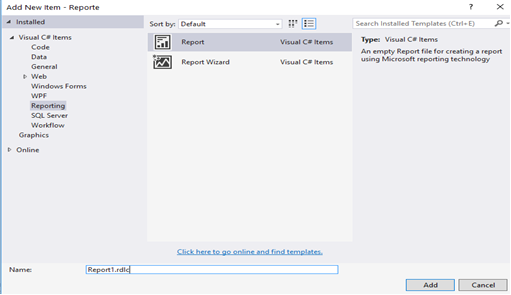 Add New Item - Reporte
? ×
Installed
Sort by: Default
Search Installed Templates (Ctrl+E)
Visual C# Items
Code
Data
General
Web
Windows Forms
WPF
Reporting
SQL Server
Workflow
Graphics
Online
Report Visual C# Items
Report Wizard Visual C# Items
Type: Visual C# Items
An empty Report file for creating a report
using Microsoft reporting technology
Click here to go online and find templates.
Name: Report1.rdlc
Add Cancel